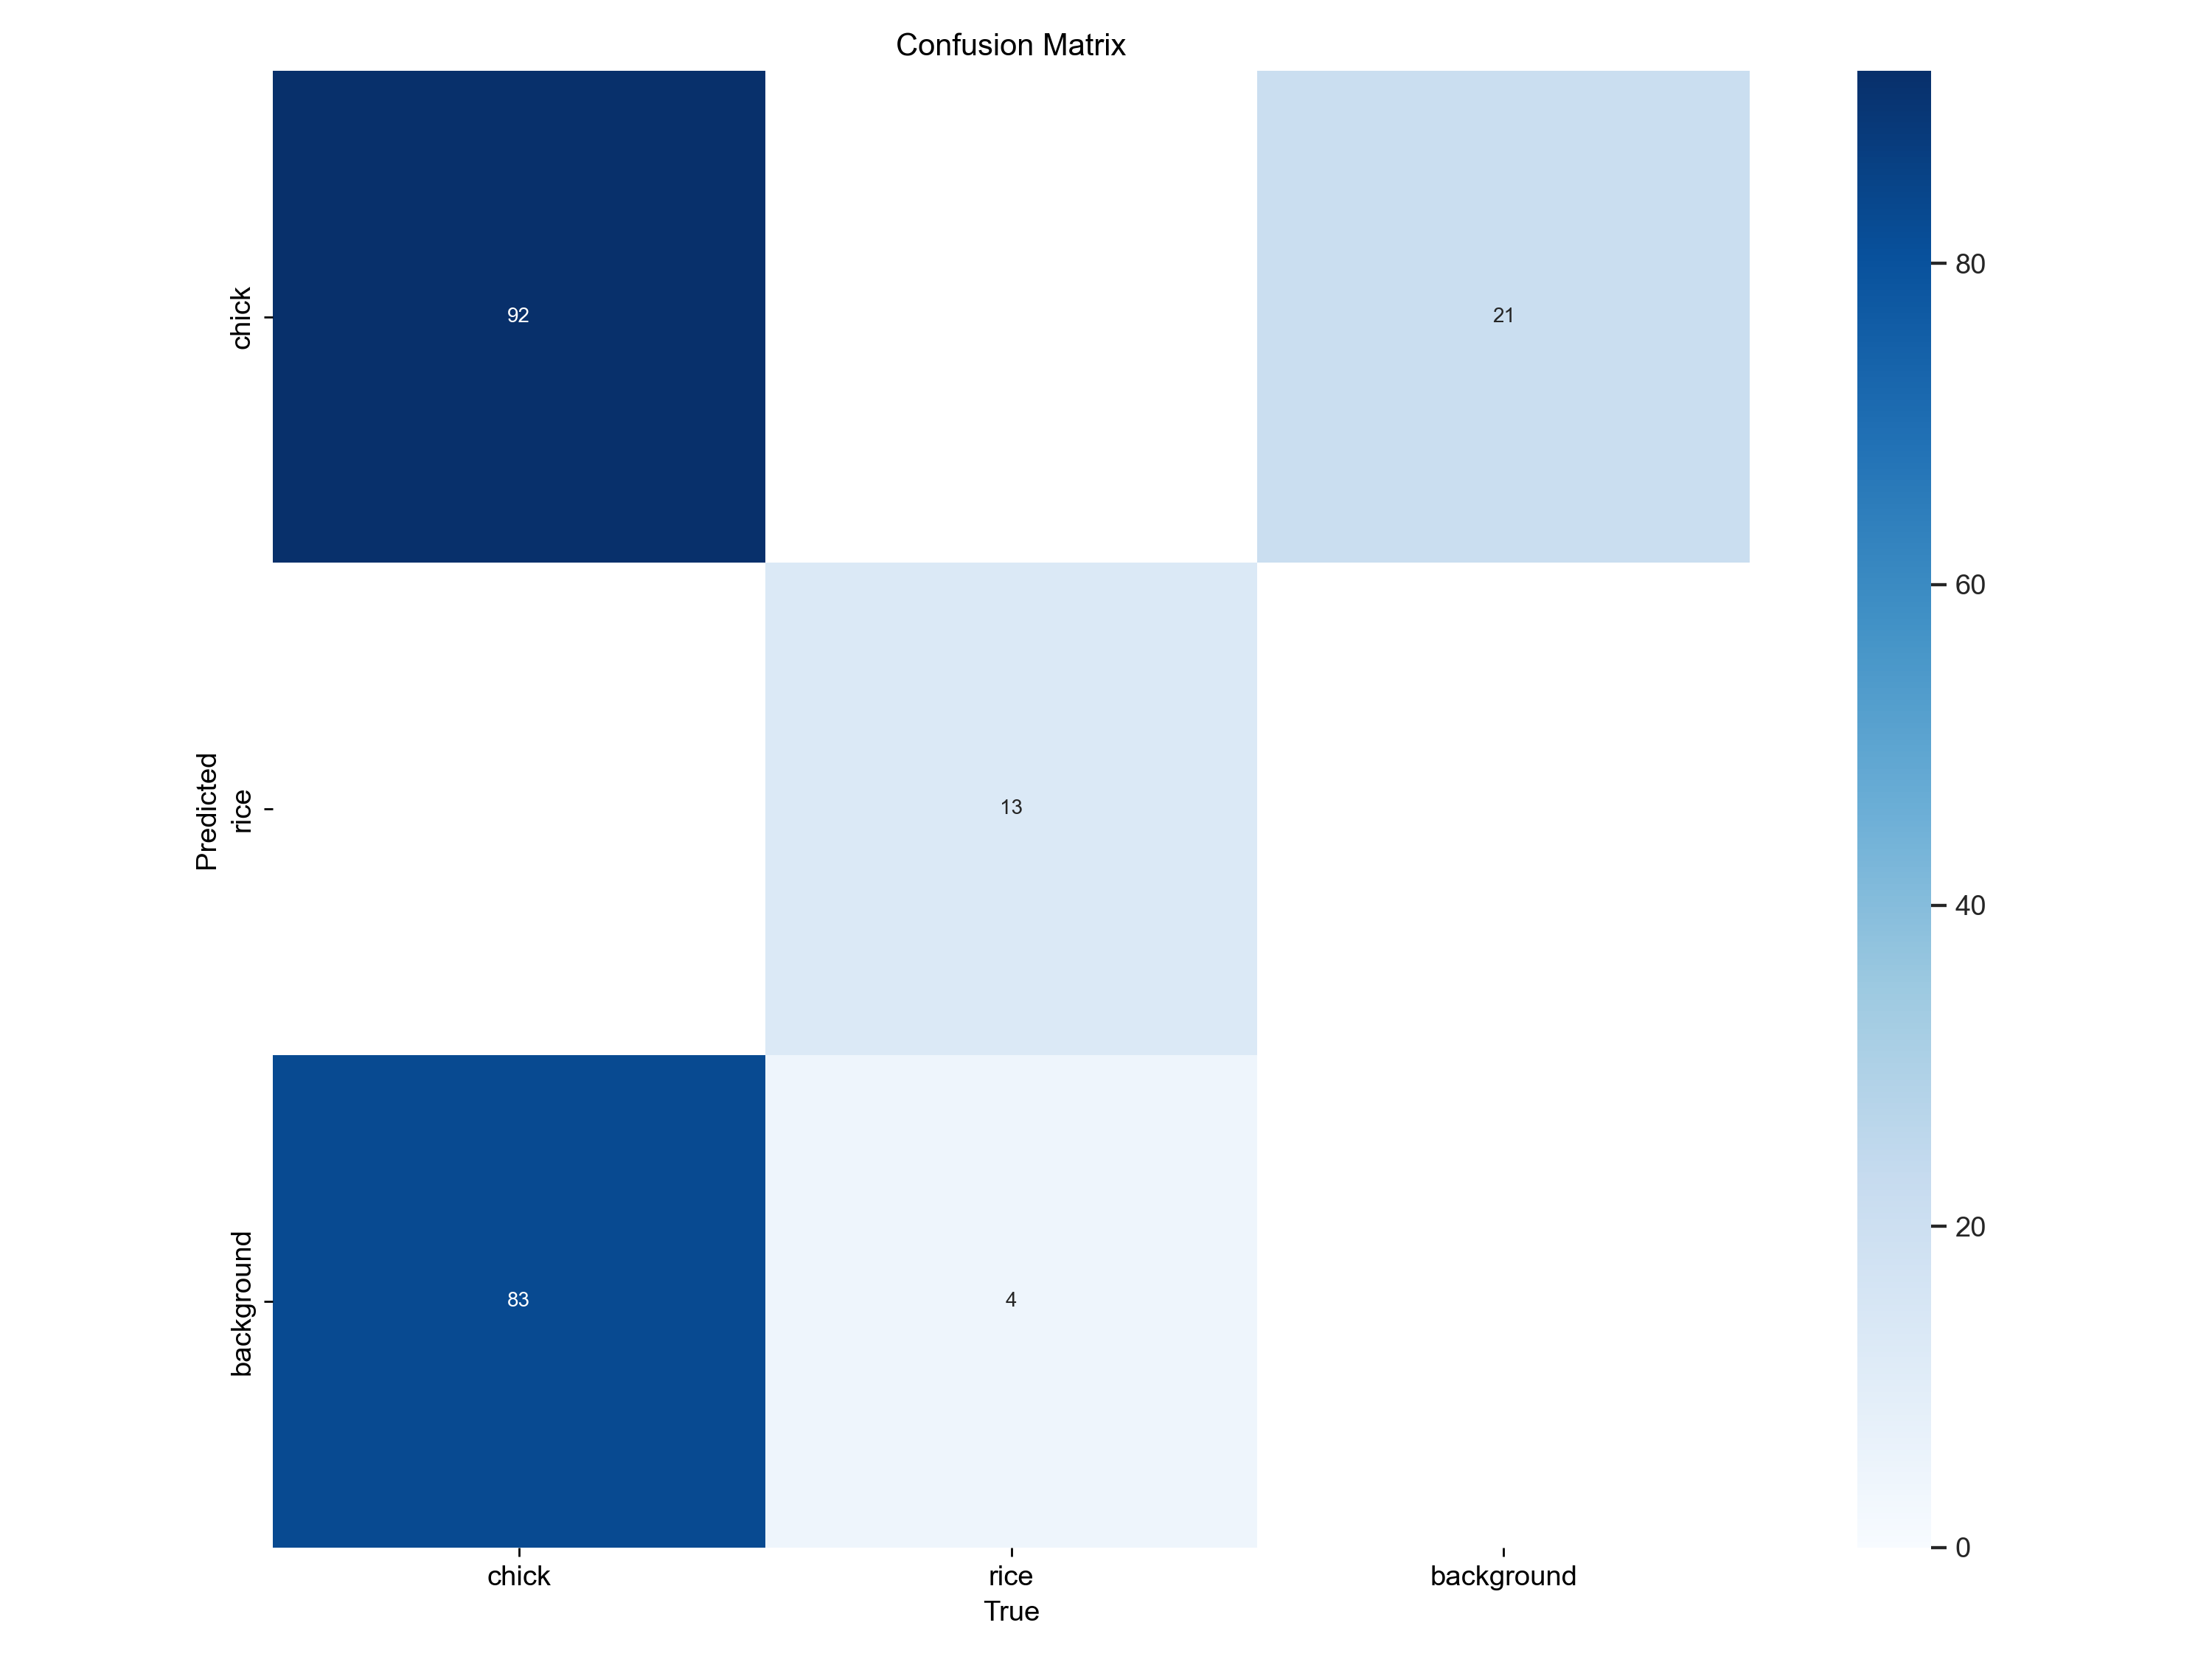 Confusion Matrix
chick
92
21
80
60
Predicted
rice
13
40
background
83
4
20
0
chick
rice
background
True